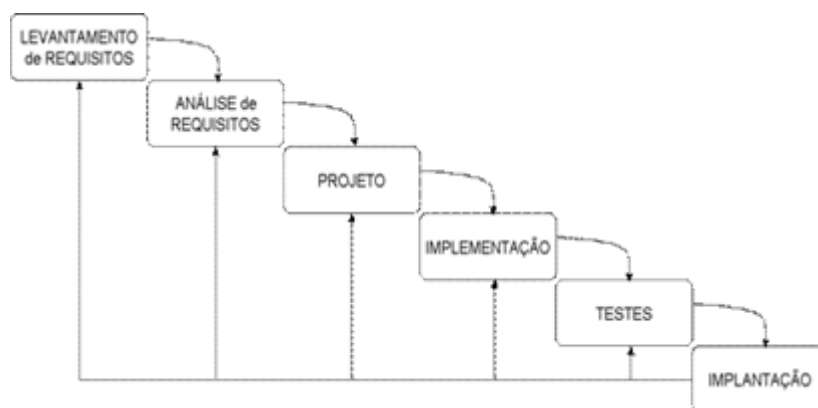 LEVANTAMENTO
de REQUISITOS
ANÁLISE de
REQUISITOS
PROJETO
IMPLEMENTAÇÃO
TESTES
IMPLANTAÇÃO